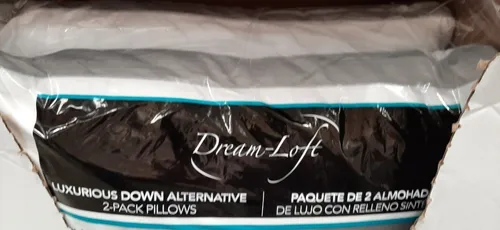 Dream-Loft
LUXURIOUS DOWN ALTERNATIVE
2-PACK PILLOWS
PAQUETE DE 2 ALMOHAD
DE LUJO CON RELLENO SINT